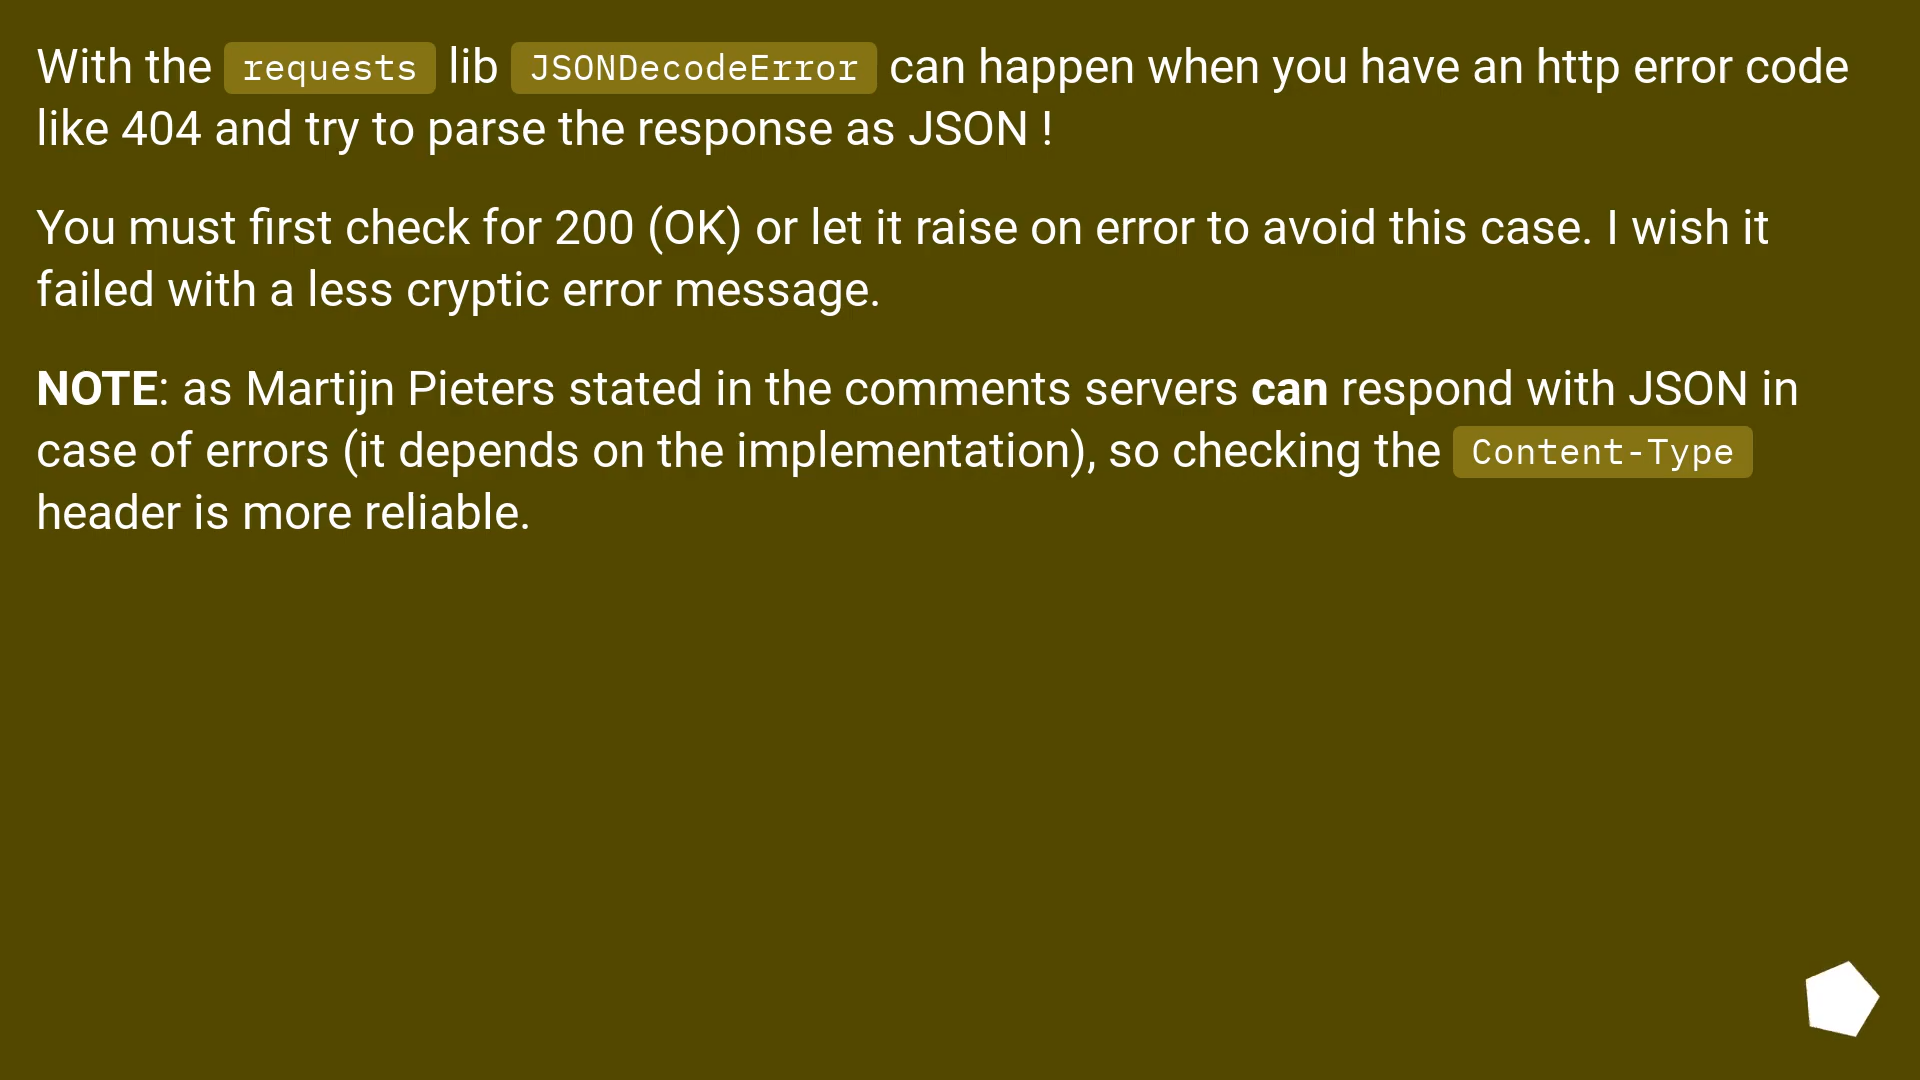 With the requests lib JSONDecodeError can happen when you have an http error code
like 404 and try to parse the response as JSON !
You must first check for 200 (OK) or let it raise on error to avoid this case. I wish it
failed with a less cryptic error message.
NOTE: as Martijn Pieters stated in the comments servers can respond with JSON in
case of errors (it depends on the implementation), so checking the Content-Type
header is more reliable.